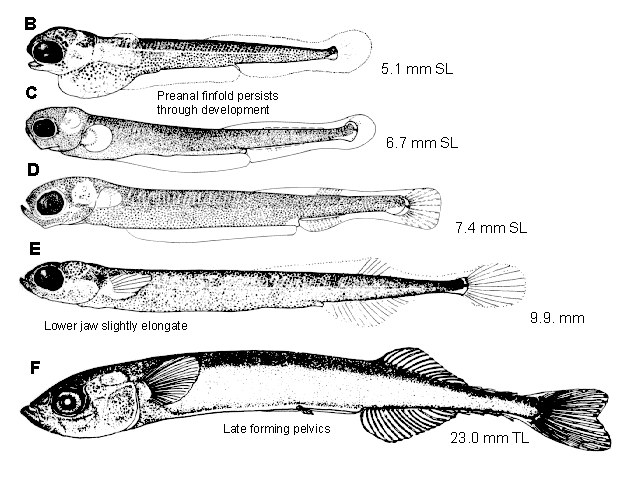 B
5.1 mm SL
Preanal finfold persists
through development
C
6.7 mm SL
D
7.4 mm SL
E
9.9. mm
Lower jaw slightly elongate
F
Late forming pelvics
23.0 mm TL